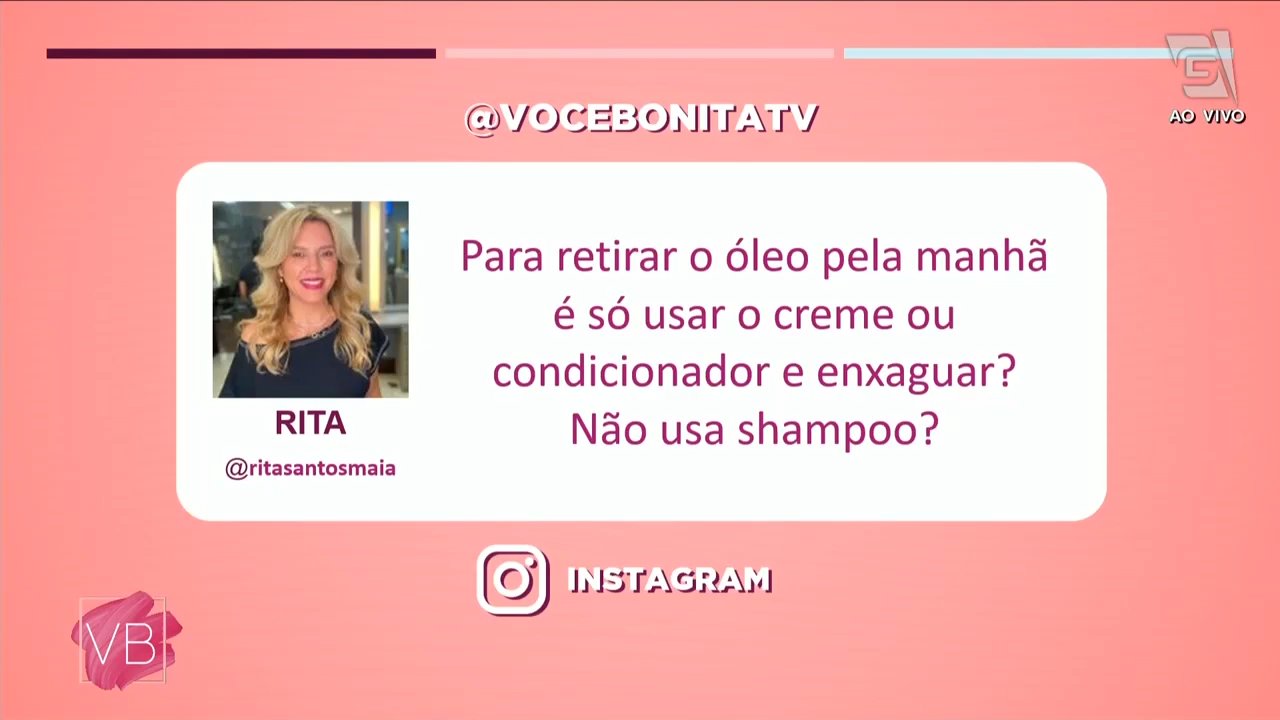 AO VIVO
@VOCEBONITATV
Para retirar o óleo pela manhã
é só usar o creme ou
condicionador e enxaguar?
Não usa shampoo?
RITA
@ritasantosmaia
INSTAGRAM
VB